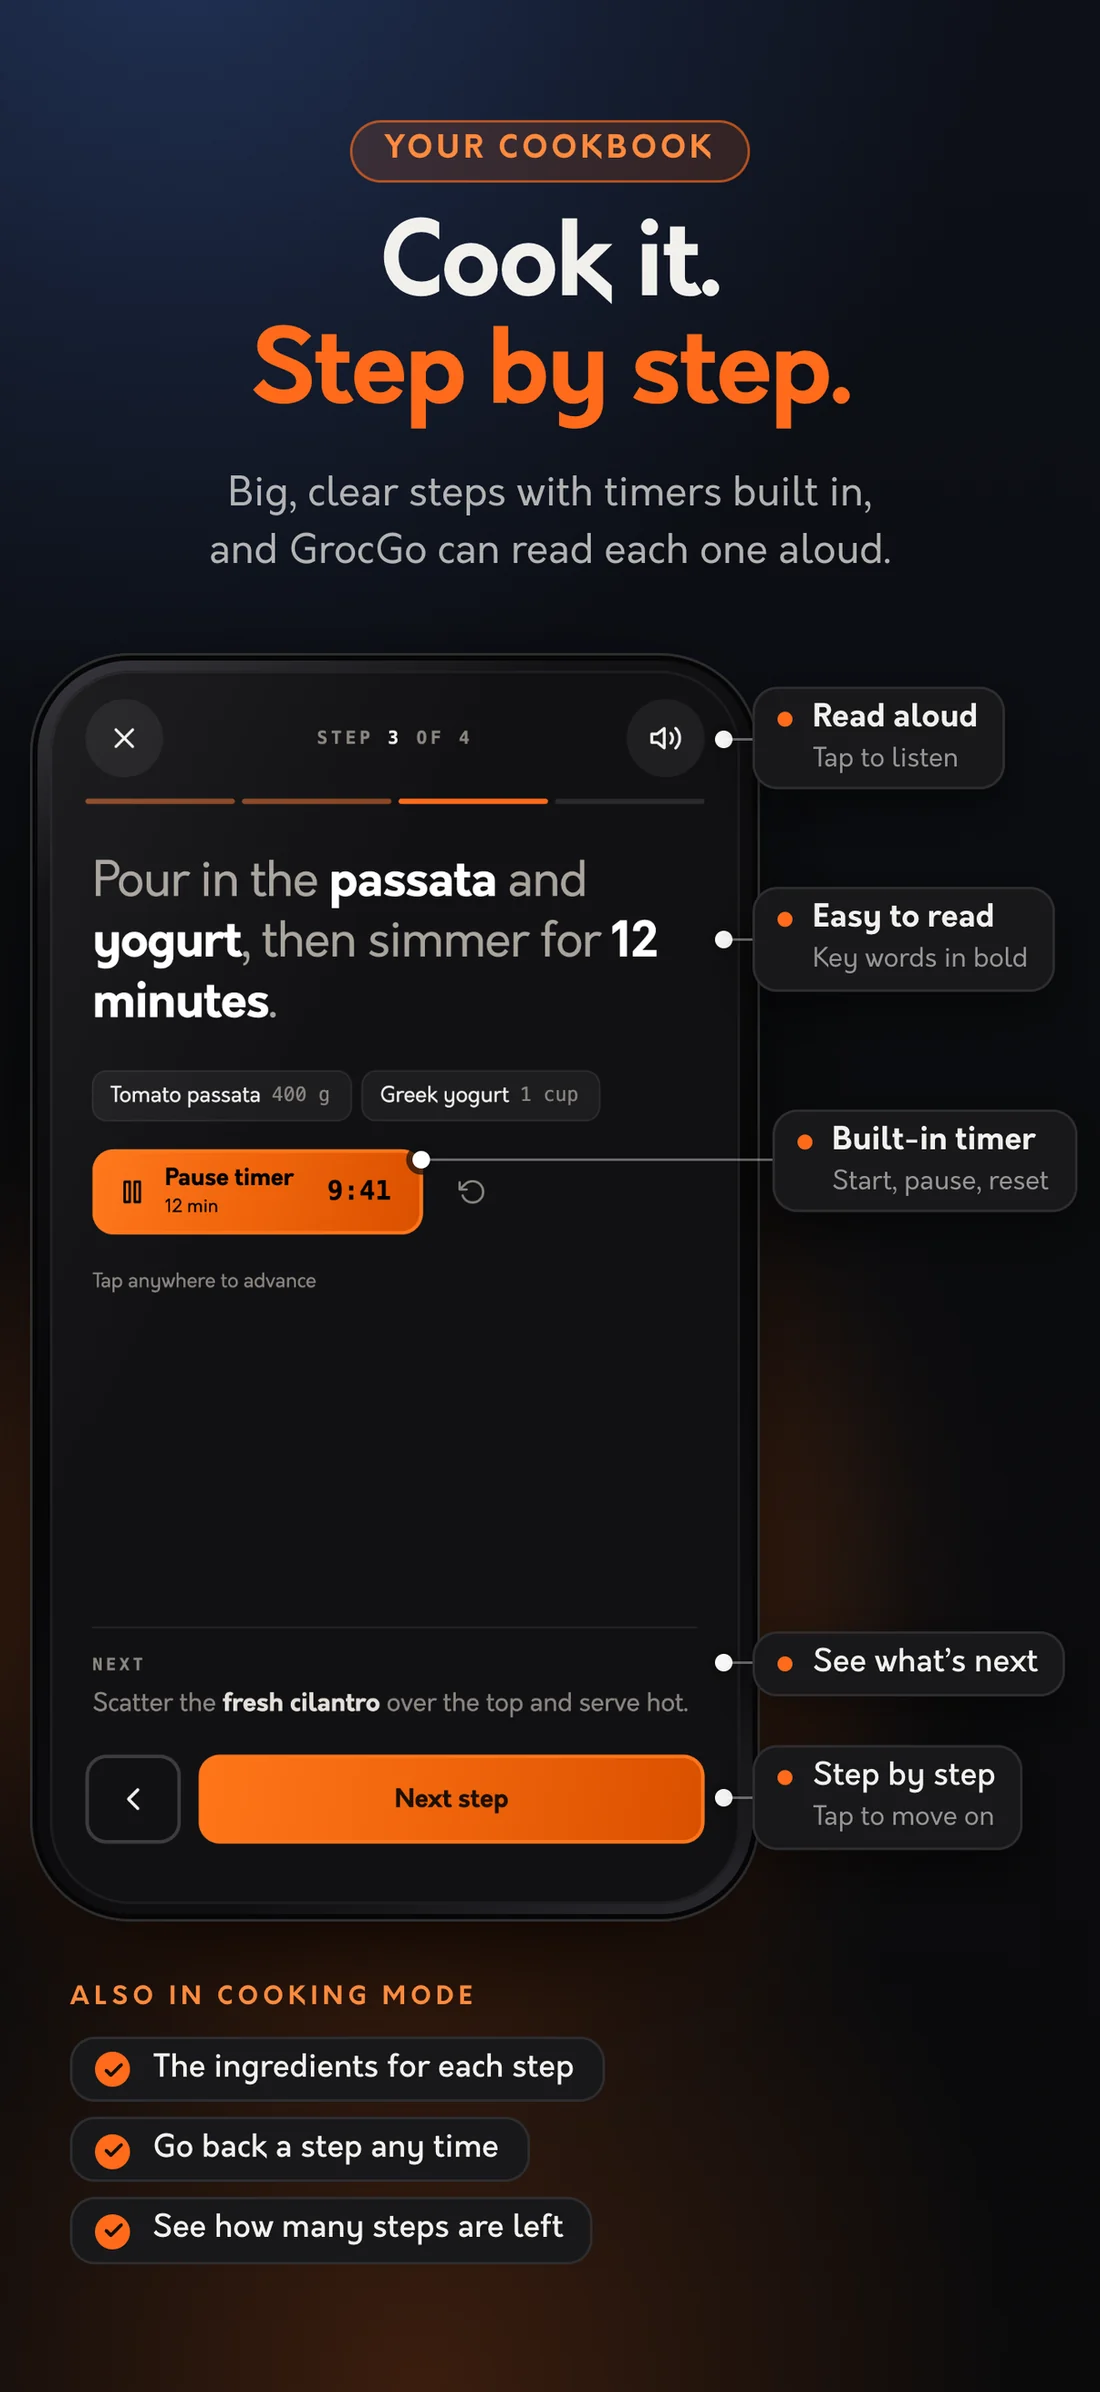 YOUR COOKBOOK
Cook it.
Step by step.
Big, clear steps with timers built in,
and GrocGo can read each one aloud.
STEP 3 OF 4
Read aloud
Tap to listen
Pour in the passata and
yogurt, then simmer for 12
minutes.
Easy to read
Key words in bold
Tomato passata 400 g
Greek yogurt 1 cup
Pause timer
12 min
9:41
Built-in timer
Start, pause, reset
Tap anywhere to advance
NEXT
Scatter the fresh cilantro over the top and serve hot.
See what's next
Next step
Step by step
Tap to move on
ALSO IN COOKING MODE
The ingredients for each step
Go back a step any time
See how many steps are left